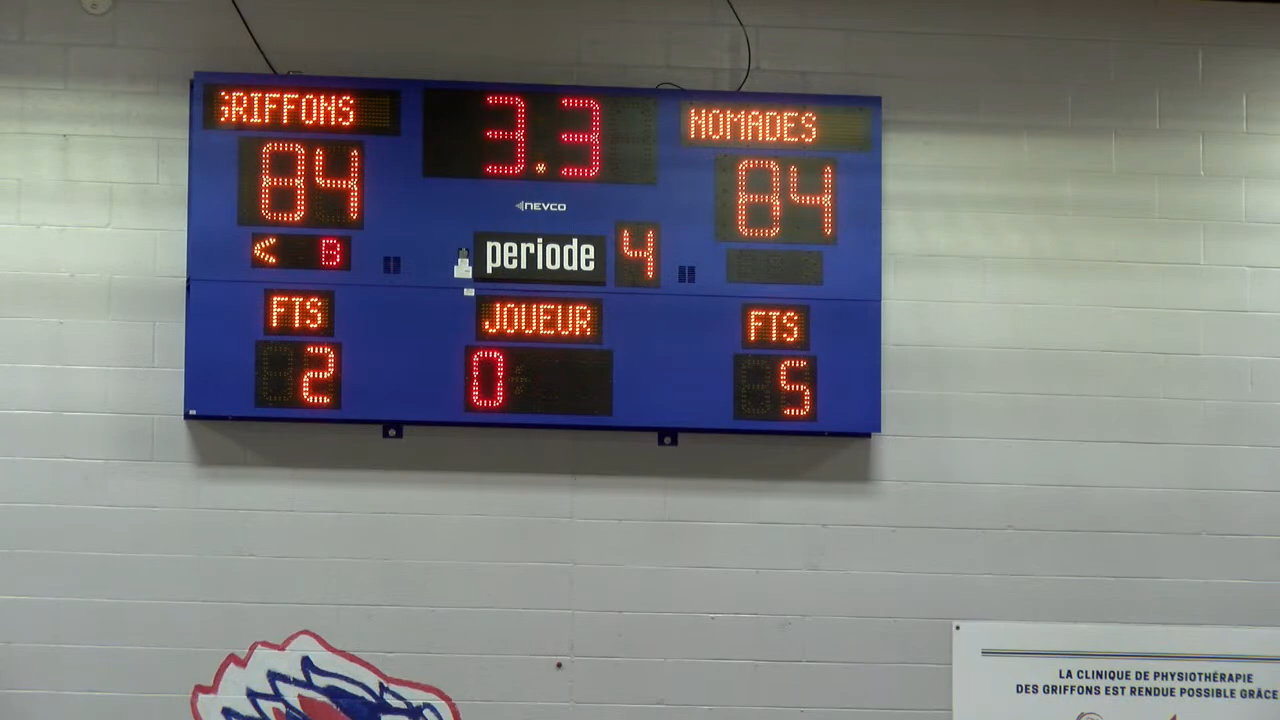 GRIFFONS 3.3 NOMADES
84 84
NEVCO
< B periode 4
FTS JOUEUR FTS
2 0 5
LA CLINIQUE DE PHYSIOTHÉRAPIE
DES GRIFFONS EST RENDUE POSSIBLE GRÂCE